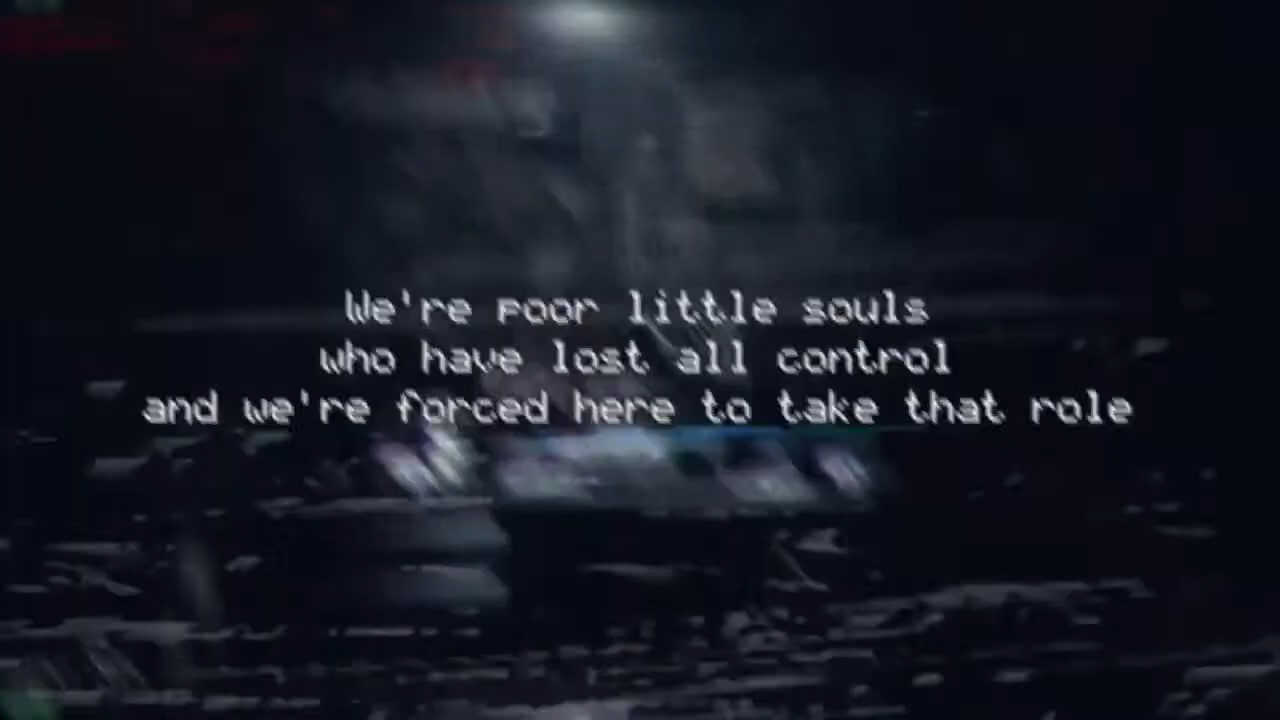 We're poor little souls
who have lost all control
and we're forced here to take that role